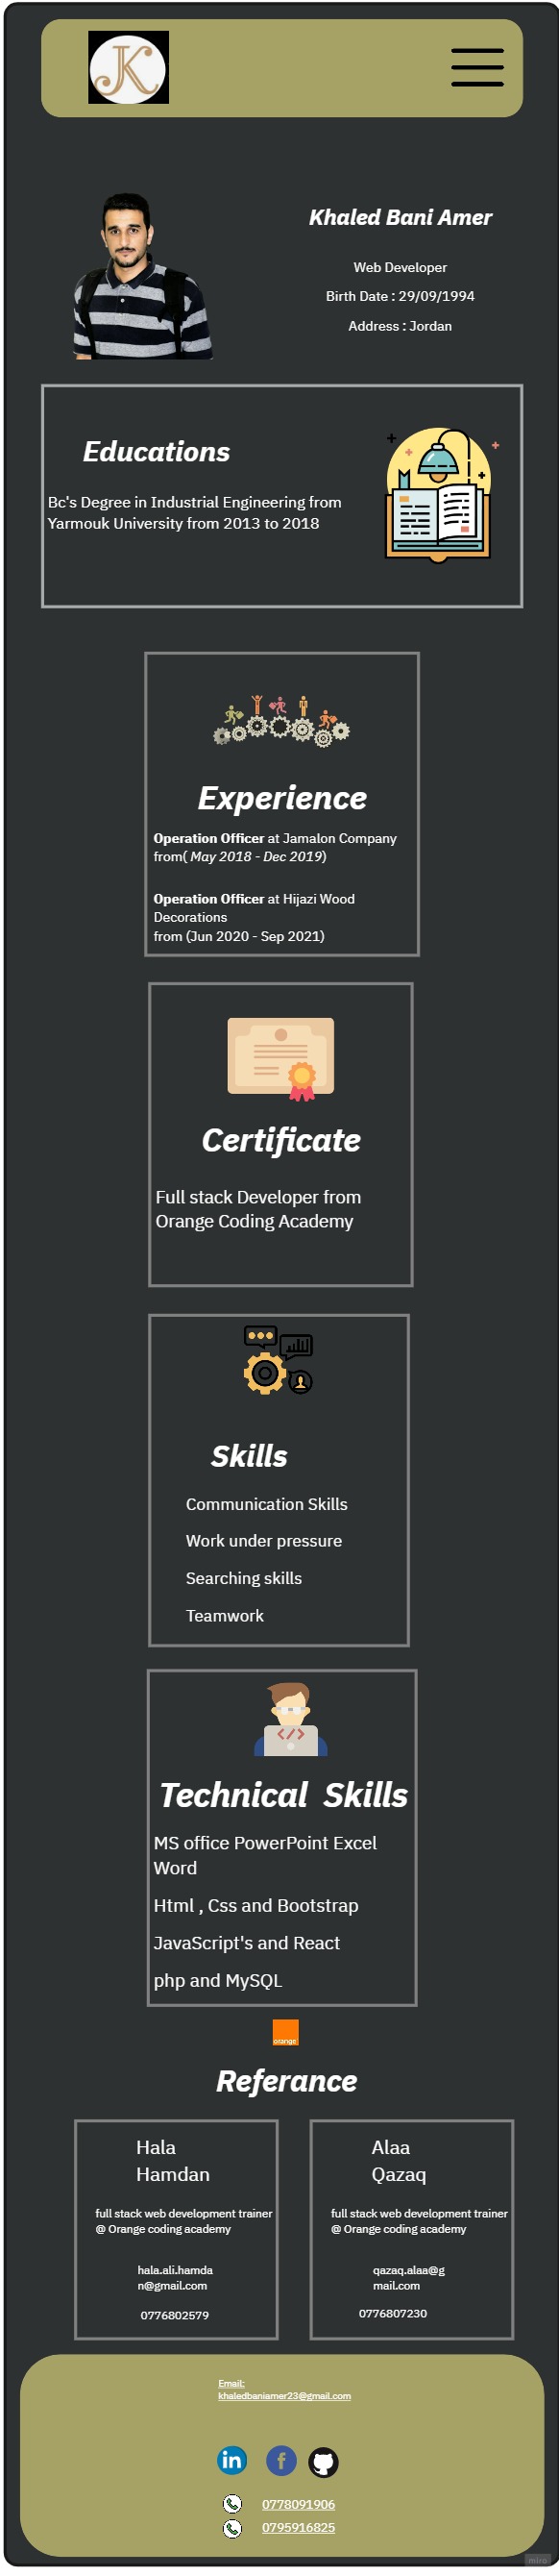 JK
Khaled Bani Amer
Web Developer
Birth Date : 29/09/1994
Address : Jordan
Educations
Bc's Degree in Industrial Engineering from
Yarmouk University from 2013 to 2018
Experience
Operation Officer at Jamalon Company
from( May 2018 - Dec 2019)
Operation Officer at Hijazi Wood
Decorations
from (Jun 2020 - Sep 2021)
Certificate
Full stack Developer from
Orange Coding Academy
Skills
Communication Skills
Work under pressure
Searching skills
Teamwork
</>
Technical Skills
MS office PowerPoint Excel
Word
Html , Css and Bootstrap
JavaScript's and React
php and MySQL
orange
Referance
Hala
Hamdan
full stack web development trainer
@ Orange coding academy
hala.ali.hamda
n@gmail.com
0776802579
Alaa
Qazaq
full stack web development trainer
@ Orange coding academy
qazaq.alaa@g
mail.com
0776807230
Email:
khaledbaniamer23@gmail.com
in f
0778091906
0795916825
miro